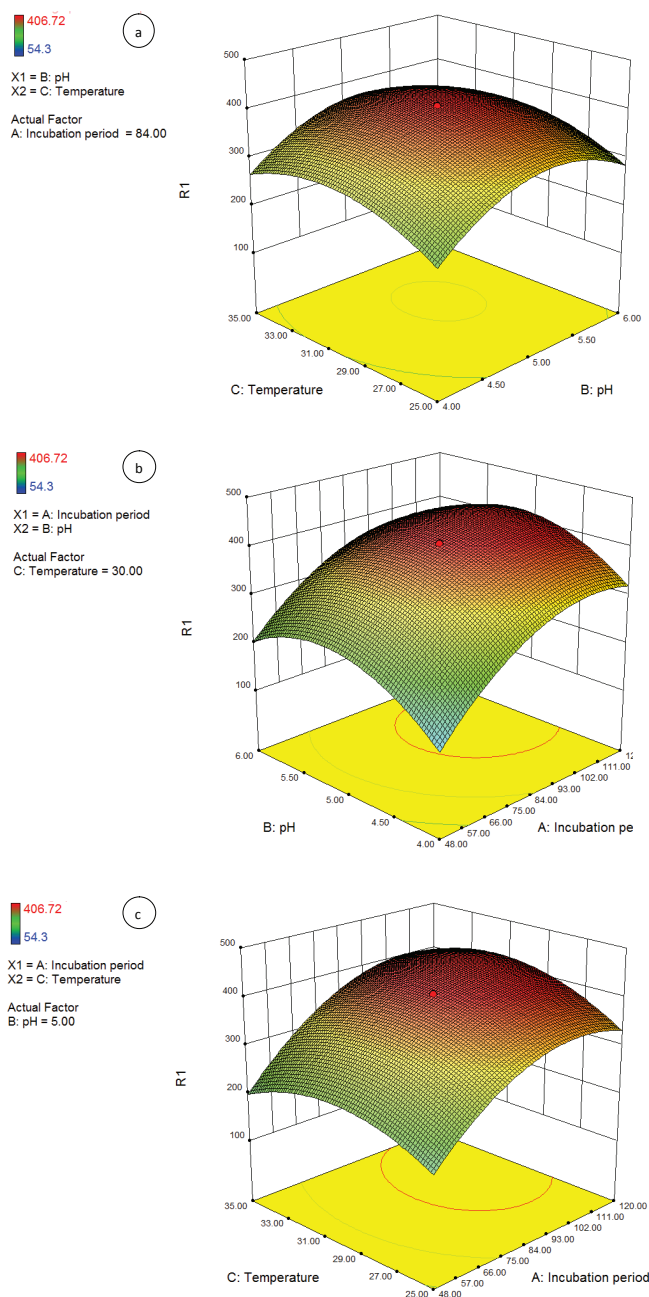 406.72
54.3
a
X1 = B: pH
X2 = C: Temperature
Actual Factor
A: Incubation period = 84.00
500
400
300
200
100
R1
35.00
33.00
31.00
29.00
27.00
25.00
4.00
4.50
5.00
5.50
6.00
C: Temperature
B: pH
406.72
54.3
b
X1 = A: Incubation period
X2 = B: pH
Actual Factor
C: Temperature = 30.00
500
400
300
200
100
R1
6.00
5.50
5.00
4.50
4.00
48.00
57.00
66.00
75.00
84.00
93.00
102.00
111.00
12
B: pH
A: Incubation pe
406.72
54.3
c
X1 = A: Incubation period
X2 = C: Temperature
Actual Factor
B: pH = 5.00
500
400
300
200
100
R1
35.00
33.00
31.00
29.00
27.00
25.00
48.00
57.00
66.00
75.00
84.00
93.00
102.00
111.00
120.00
C: Temperature
A: Incubation period